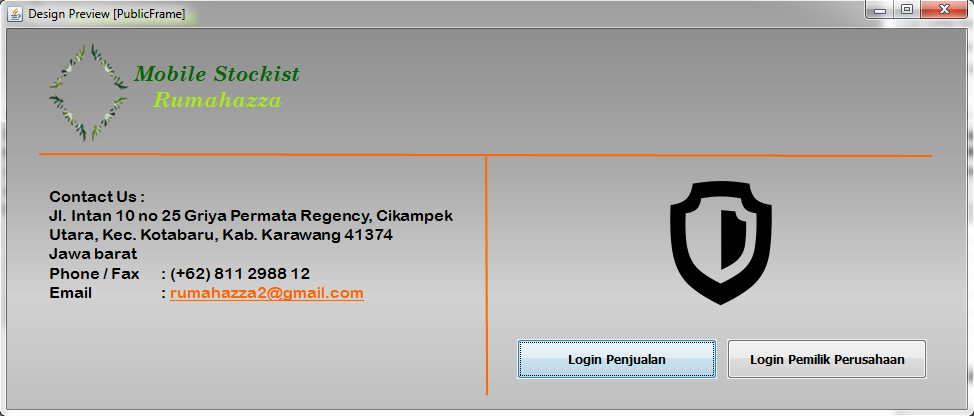 Design Preview [PublicFrame]
Mobile Stockist
Rumahazza
Contact Us :
Jl. Intan 10 no 25 Griya Permata Regency, Cikampek
Utara, Kec. Kotabaru, Kab. Karawang 41374
Jawa barat
Phone / Fax : (+62) 811 2988 12
Email : rumahazza2@gmail.com
Login Penjualan
Login Pemilik Perusahaan